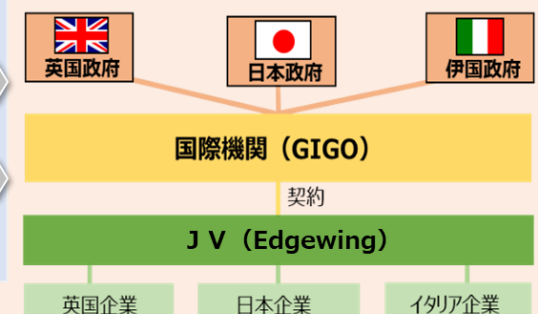 英国政府
日本政府
伊国政府
国際機関（GIGO）
契約
ＪＶ（Edgewing）
英国企業
日本企業
イタリア企業